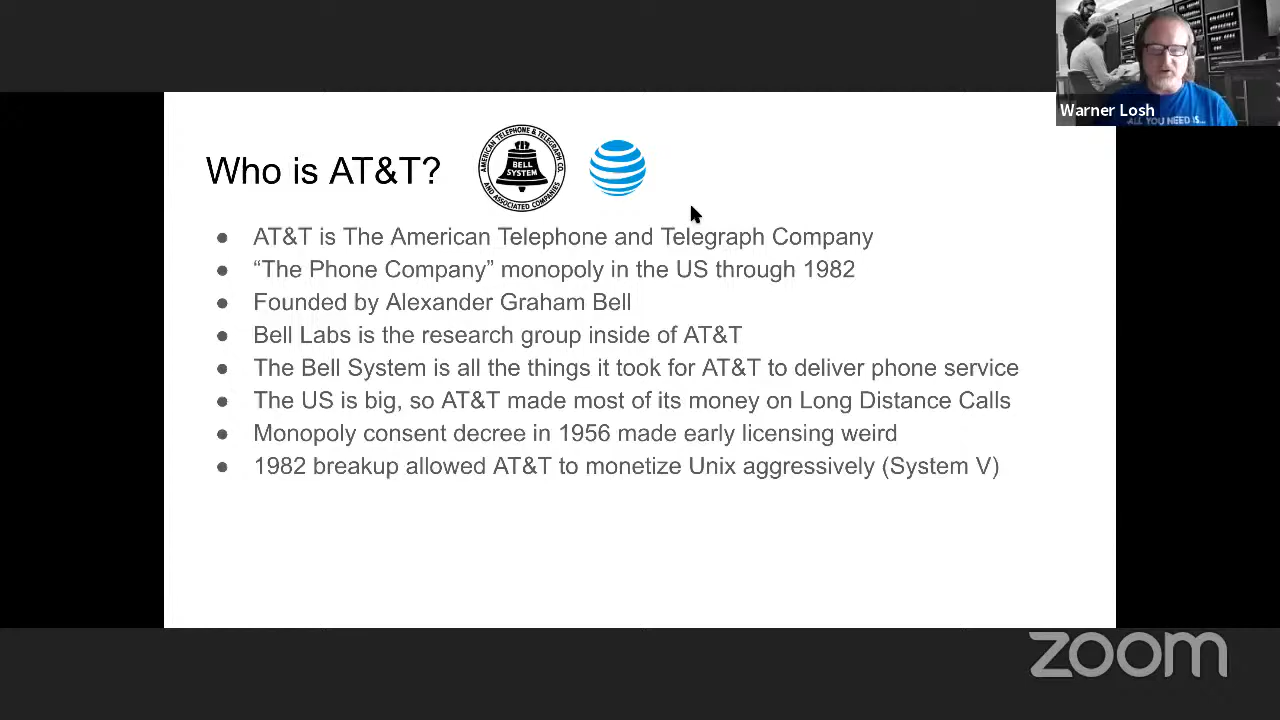 Warner Losh
ALL YOU NEED IS...
Who is AT&T?
AMERICAN TELEPHONE & TELEGRAPH CO.
BELL
SYSTEM
AND ASSOCIATED COMPANIES
● AT&T is The American Telephone and Telegraph Company
● “The Phone Company” monopoly in the US through 1982
● Founded by Alexander Graham Bell
● Bell Labs is the research group inside of AT&T
● The Bell System is all the things it took for AT&T to deliver phone service
● The US is big, so AT&T made most of its money on Long Distance Calls
● Monopoly consent decree in 1956 made early licensing weird
● 1982 breakup allowed AT&T to monetize Unix aggressively (System V)
zoom